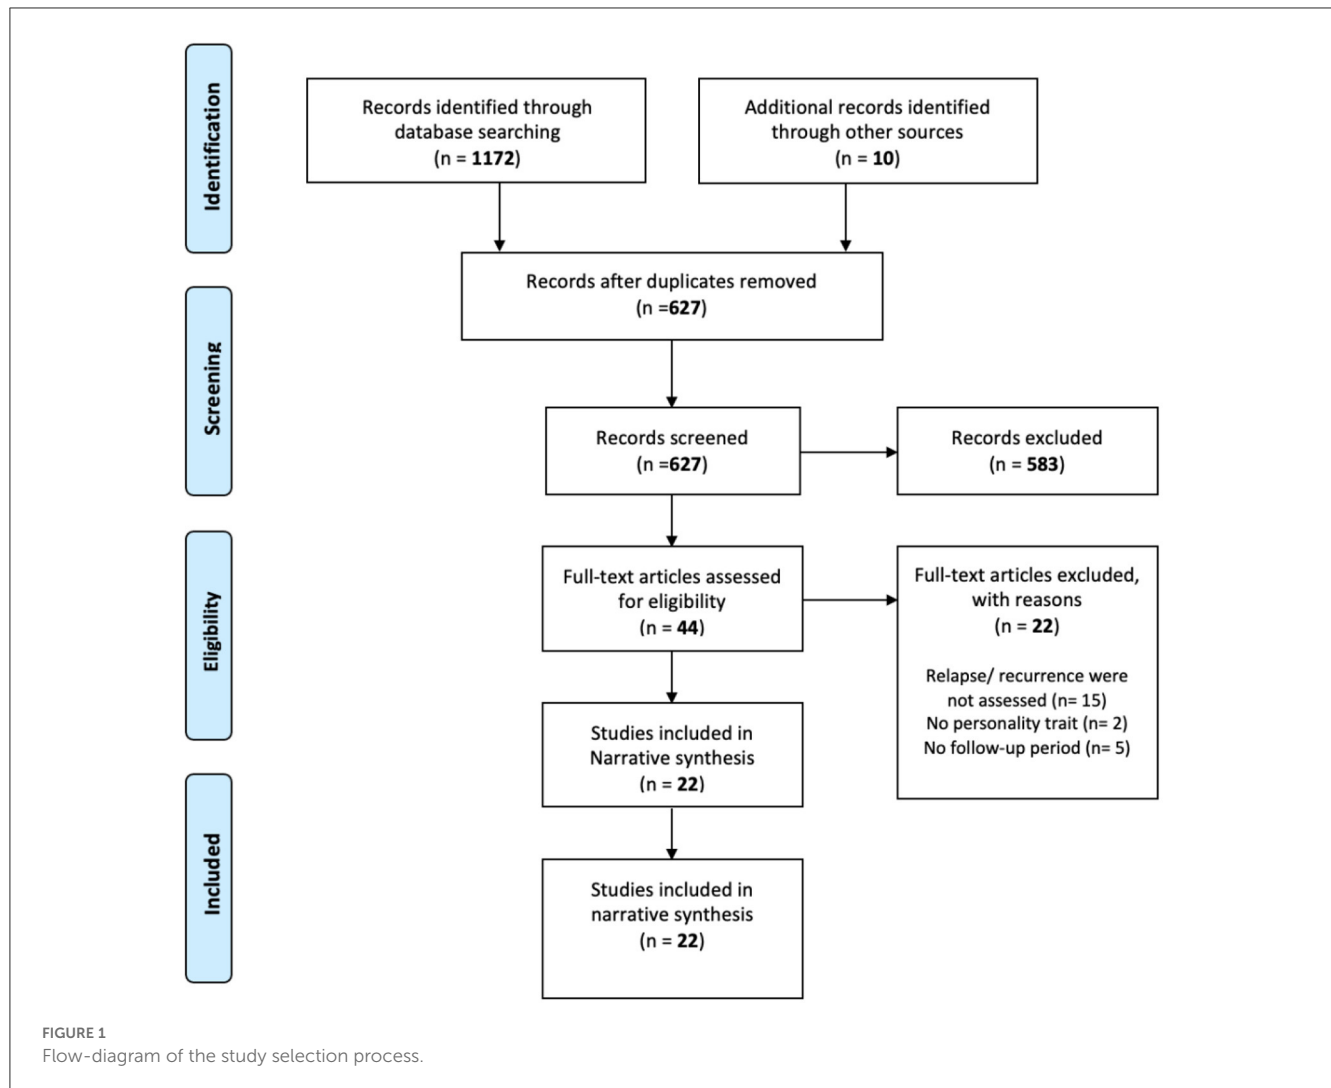 Identification
Records identified through
database searching
(n = 1172)
Additional records identified
through other sources
(n = 10)
Records after duplicates removed
(n =627)
Screening
Records screened
(n =627)
Records excluded
(n = 583)
Eligibility
Full-text articles assessed
for eligibility
(n = 44)
Full-text articles excluded,
with reasons
(n = 22)
Relapse/ recurrence were
not assessed (n= 15)
No personality trait (n= 2)
No follow-up period (n= 5)
Studies included in
Narrative synthesis
(n = 22)
Included
Studies included in
narrative synthesis
(n = 22)
FIGURE 1
Flow-diagram of the study selection process.